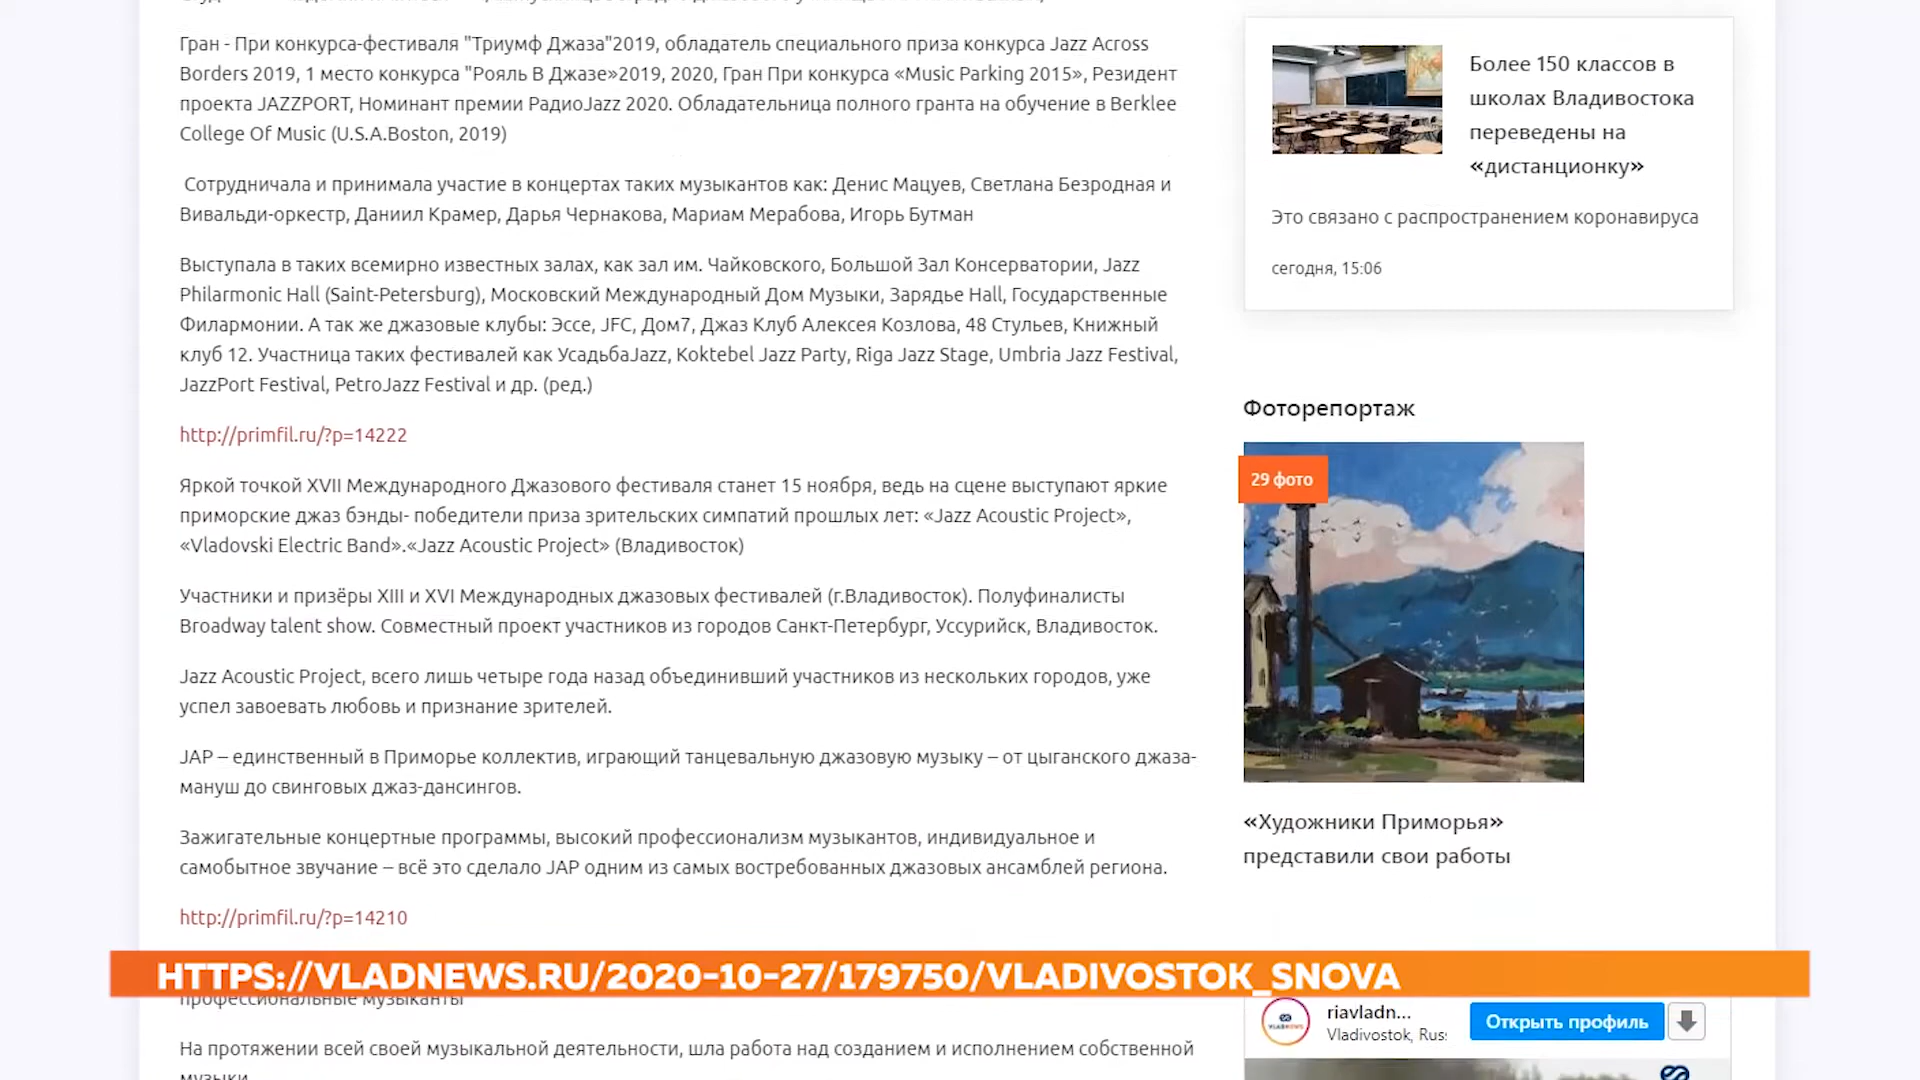 Гран - При конкурса-фестиваля "Триумф Джаза"2019, обладатель специального приза конкурса Jazz Across
Borders 2019, 1 место конкурса "Рояль В Джазе»2019, 2020, Гран При конкурса «Music Parking 2015», Резидент
проекта JAZZPORT, Номинант премии РадиоJazz 2020. Обладательница полного гранта на обучение в Berklee
College Of Music (U.S.A.Boston, 2019)
Сотрудничала и принимала участие в концертах таких музыкантов как: Денис Мацуев, Светлана Безродная и
Вивальди-оркестр, Даниил Крамер, Дарья Чернакова, Мариам Мерабова, Игорь Бутман
Выступала в таких всемирно известных залах, как зал им. Чайковского, Большой Зал Консерватории, Jazz
Philarmonic Hall (Saint-Petersburg), Московский Международный Дом Музыки, Зарядье Hall, Государственные
Филармонии. А так же джазовые клубы: Эссе, JFC, Дом7, Джаз Клуб Алексея Козлова, 48 Стульев, Книжный
клуб 12. Участница таких фестивалей как УсадьбаJazz, Koktebel Jazz Party, Riga Jazz Stage, Umbria Jazz Festival,
JazzPort Festival, PetroJazz Festival и др. (ред.)
http://primfil.ru/?p=14222
Яркой точкой XVII Международного Джазового фестиваля станет 15 ноября, ведь на сцене выступают яркие
приморские джаз бэнды- победители приза зрительских симпатий прошлых лет: «Jazz Acoustic Project»,
«Vladovski Electric Band».«Jazz Acoustic Project» (Владивосток)
Участники и призёры XIII и XVI Международных джазовых фестивалей (г.Владивосток). Полуфиналисты
Broadway talent show. Совместный проект участников из городов Санкт-Петербург, Уссурийск, Владивосток.
Jazz Acoustic Project, всего лишь четыре года назад объединивший участников из нескольких городов, уже
успел завоевать любовь и признание зрителей.
JAP – единственный в Приморье коллектив, играющий танцевальную джазовую музыку – от цыганского джаза-
мануш до свинговых джаз-дансингов.
Зажигательные концертные программы, высокий профессионализм музыкантов, индивидуальное и
самобытное звучание – всё это сделало JAP одним из самых востребованных джазовых ансамблей региона.
http://primfil.ru/?p=14210
HTTPS://VLADNEWS.RU/2020-10-27/179750/VLADIVOSTOK_SNOVA
профессиональные музыканты
На протяжении всей своей музыкальной деятельности, шла работа над созданием и исполнением собственной
музыки
Более 150 классов в
школах Владивостока
переведены на
«дистанционку»
Это связано с распространением коронавируса
сегодня, 15:06
Фоторепортаж
29 фото
«Художники Приморья»
представили свои работы
riavladn...
Vladivostok, Rus
Открыть профиль